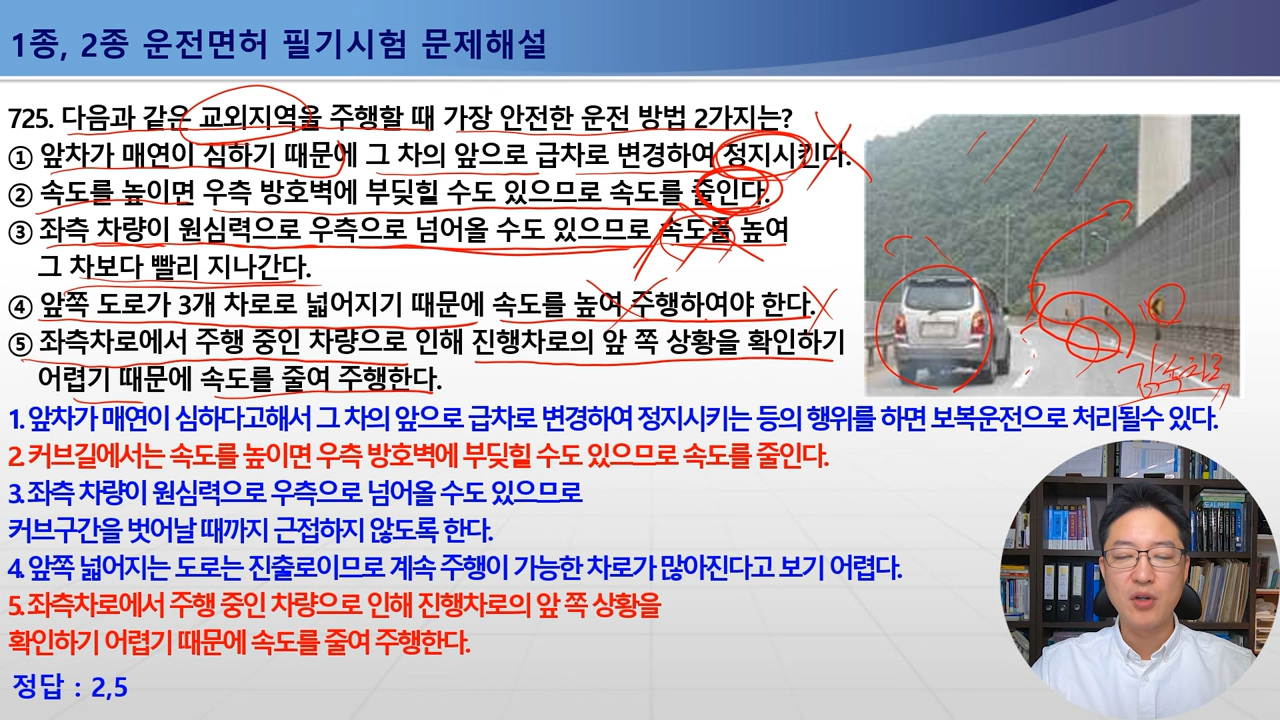 1종, 2종 운전면허 필기시험 문제해설
725. 다음과 같은 교외지역을 주행할 때 가장 안전한 운전 방법 2가지는?
① 앞차가 매연이 심하기 때문에 그 차의 앞으로 급차로 변경하여 정지시킨다.
② 속도를 높이면 우측 방호벽에 부딪힐 수도 있으므로 속도를 줄인다.
③ 좌측 차량이 원심력으로 우측으로 넘어올 수도 있으므로 속도를 높여
그 차보다 빨리 지나간다.
④ 앞쪽 도로가 3개 차로로 넓어지기 때문에 속도를 높여 주행하여야 한다.
⑤ 좌측차로에서 주행 중인 차량으로 인해 진행차로의 앞 쪽 상황을 확인하기
어렵기 때문에 속도를 줄여 주행한다.
감속차로
1. 앞차가 매연이 심하다고해서 그 차의 앞으로 급차로 변경하여 정지시키는 등의 행위를 하면 보복운전으로 처리될수 있다.
2. 커브길에서는 속도를 높이면 우측 방호벽에 부딪힐 수도 있으므로 속도를 줄인다.
3. 좌측 차량이 원심력으로 우측으로 넘어올 수도 있으므로
커브구간을 벗어날 때까지 근접하지 않도록 한다.
4. 앞쪽 넓어지는 도로는 진출로이므로 계속 주행이 가능한 차로가 많아진다고 보기 어렵다.
5. 좌측차로에서 주행 중인 차량으로 인해 진행차로의 앞 쪽 상황을
확인하기 어렵기 때문에 속도를 줄여 주행한다.
정답 : 2,5